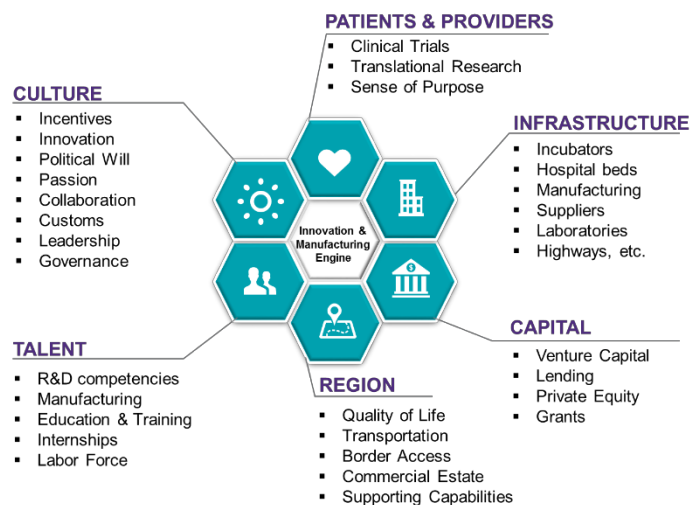 PATIENTS & PROVIDERS
▪ Clinical Trials
▪ Translational Research
▪ Sense of Purpose
CULTURE
▪ Incentives
▪ Innovation
▪ Political Will
▪ Passion
▪ Collaboration
▪ Customs
▪ Leadership
▪ Governance
INFRASTRUCTURE
▪ Incubators
▪ Hospital beds
▪ Manufacturing
▪ Suppliers
▪ Laboratories
▪ Highways, etc.
Innovation &
Manufacturing
Engine
$
TALENT
▪ R&D competencies
▪ Manufacturing
▪ Education & Training
▪ Internships
▪ Labor Force
REGION
▪ Quality of Life
▪ Transportation
▪ Border Access
▪ Commercial Estate
▪ Supporting Capabilities
CAPITAL
▪ Venture Capital
▪ Lending
▪ Private Equity
▪ Grants